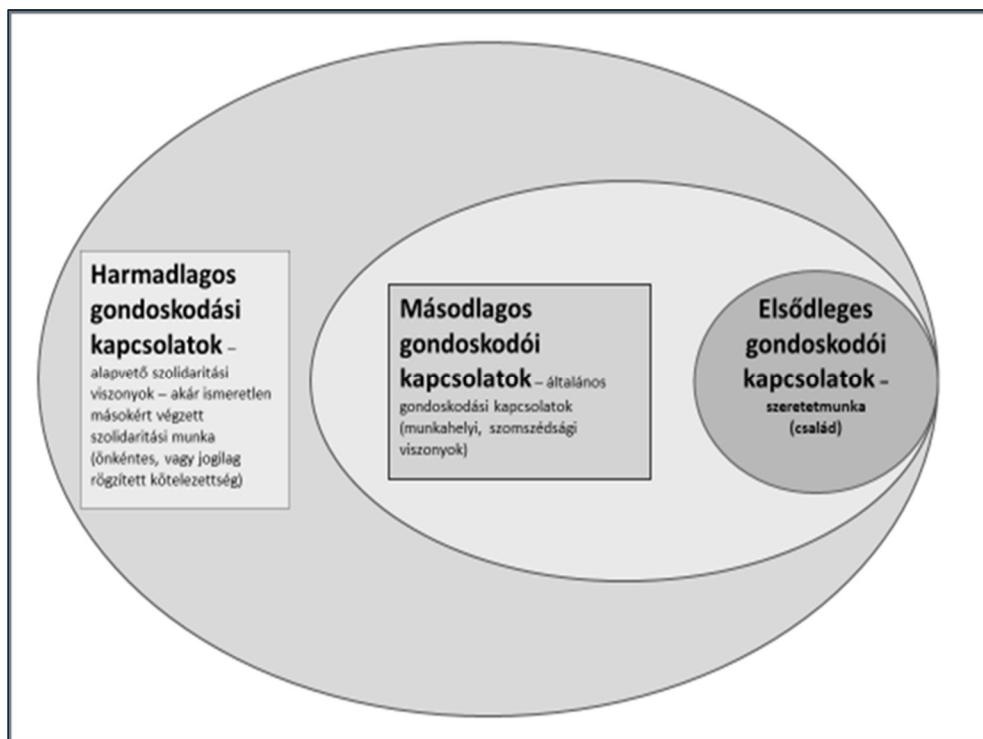 Harmadlagos
gondoskodási
kapcsolatok –
alapvető szolidaritási
viszonyok – akár ismeretlen
másokért végzett
szolidaritási munka
(önkéntes, vagy jogilag
rögzített kötelezettség)
Másodlagos
gondoskodói
kapcsolatok – általános
gondoskodási kapcsolatok
(munkahelyi, szomszédsági
viszonyok)
Elsődleges
gondoskodói
kapcsolatok –
szeretetmunka
(család)